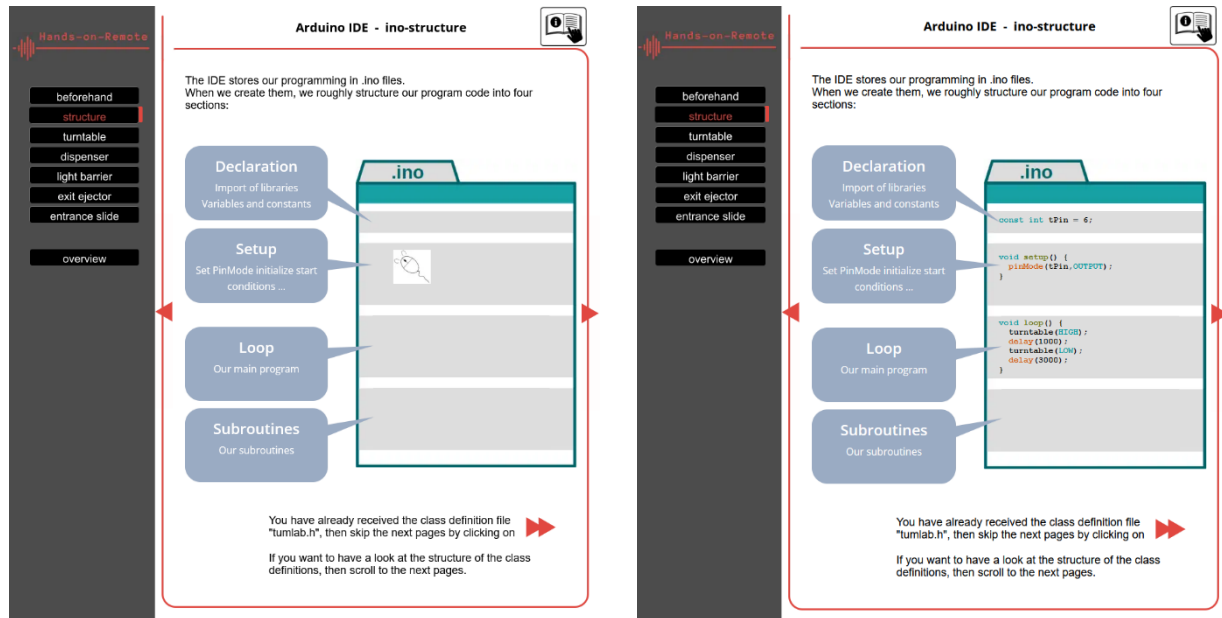 Hands-on-Remote
beforehand
structure
turntable
dispenser
light barrier
exit ejector
entrance slide
overview
Arduino IDE - ino-structure
The IDE stores our programming in .ino files.
When we create them, we roughly structure our program code into four
sections:
Declaration
Import of libraries
Variables and constants
.ino
Setup
Set PinMode initialize start
conditions ...
Loop
Our main program
Subroutines
Our subroutines
You have already received the class definition file
"tumlab.h", then skip the next pages by clicking on
If you want to have a look at the structure of the class
definitions, then scroll to the next pages.
Hands-on-Remote
beforehand
structure
turntable
dispenser
light barrier
exit ejector
entrance slide
overview
Arduino IDE - ino-structure
The IDE stores our programming in .ino files.
When we create them, we roughly structure our program code into four
sections:
Declaration
Import of libraries
Variables and constants
.ino
const int tPin = 6;
Setup
Set PinMode initialize start
conditions ...
void setup() {
pinMode(tPin,OUTPUT);
}
Loop
Our main program
void loop() {
turntable(HIGH);
delay(1000);
turntable(LOW);
delay(3000);
}
Subroutines
Our subroutines
You have already received the class definition file
"tumlab.h", then skip the next pages by clicking on
If you want to have a look at the structure of the class
definitions, then scroll to the next pages.